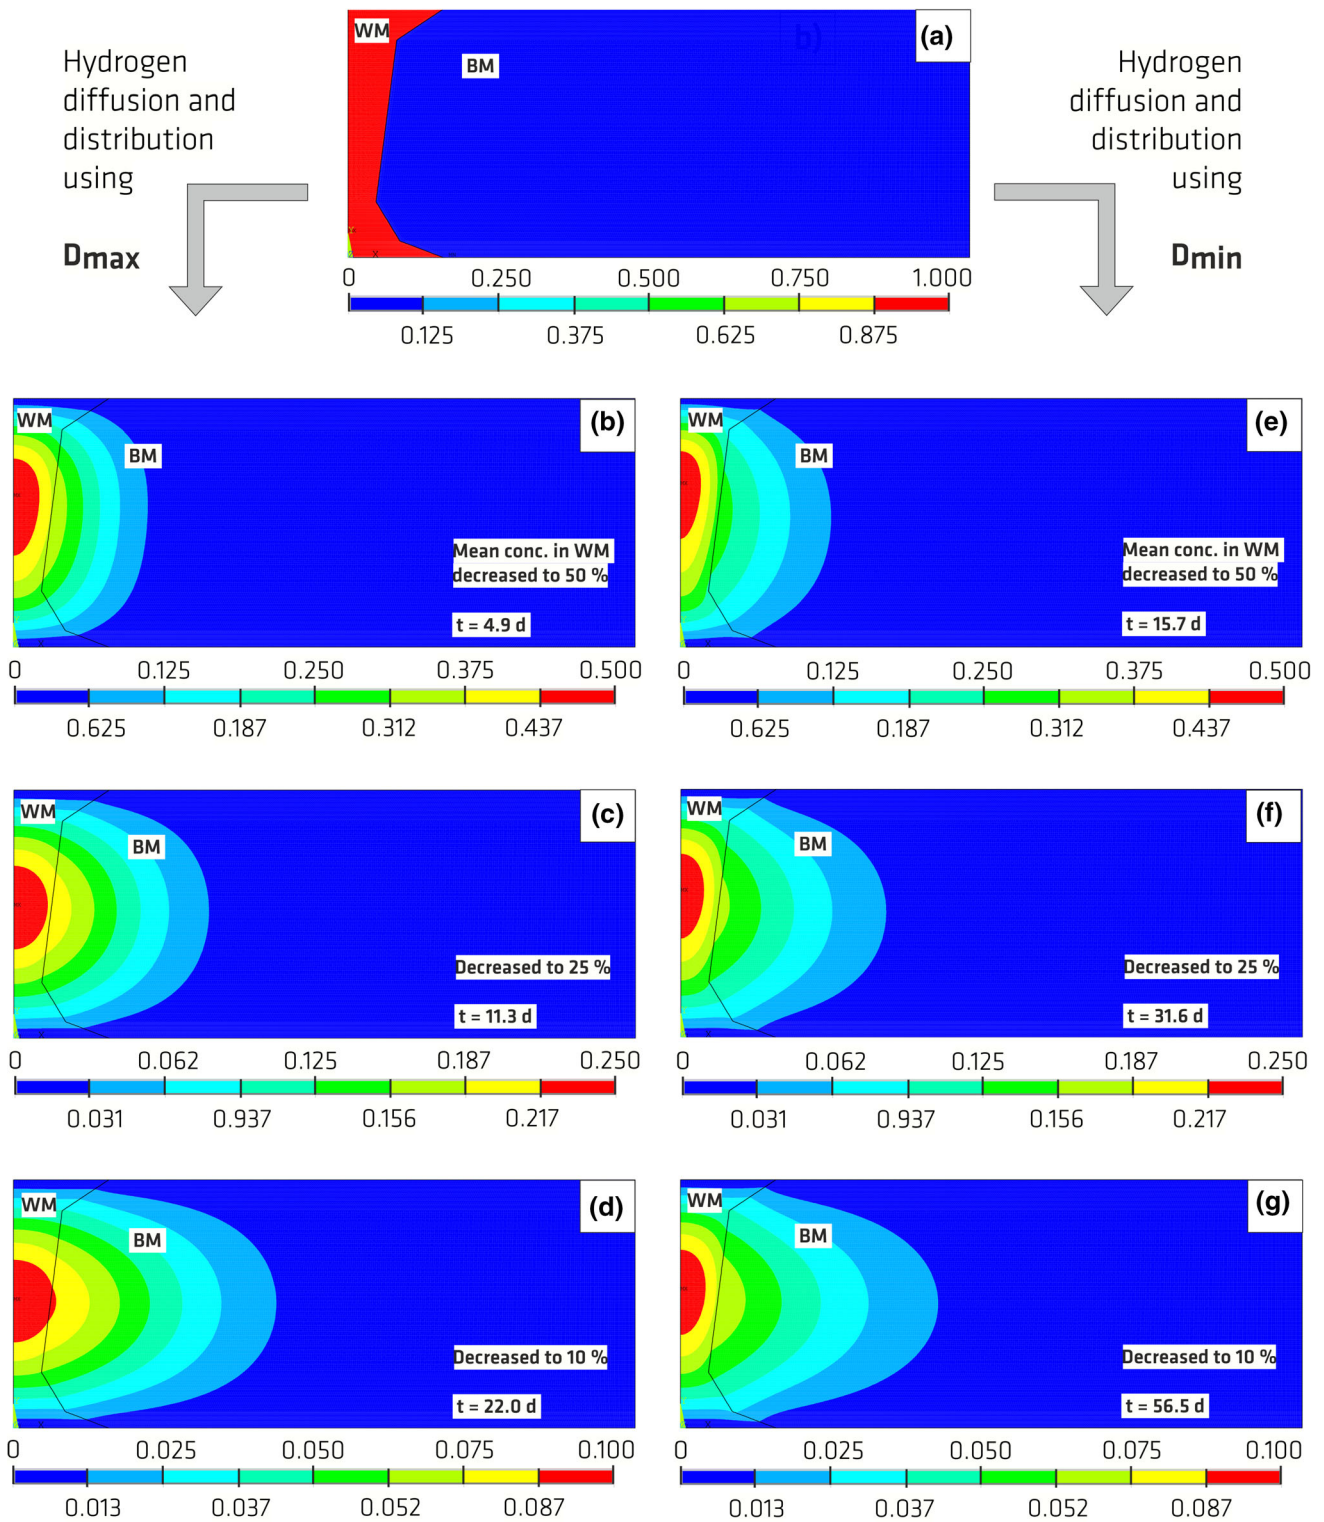 Hydrogen
diffusion and
distribution
using
Dmax
WM
BM
b)
(a)
0 0.250 0.500 0.750 1.000
0.125 0.375 0.625 0.875
Hydrogen
diffusion and
distribution
using
Dmin
WM
BM
(b)
Mean conc. in WM
decreased to 50 %
t = 4.9 d
0 0.125 0.250 0.375 0.500
0.625 0.187 0.312 0.437
WM
BM
(e)
Mean conc. in WM
decreased to 50 %
t = 15.7 d
0 0.125 0.250 0.375 0.500
0.625 0.187 0.312 0.437
WM
BM
(c)
Decreased to 25 %
t = 11.3 d
0 0.062 0.125 0.187 0.250
0.031 0.937 0.156 0.217
WM
BM
(f)
Decreased to 25 %
t = 31.6 d
0 0.062 0.125 0.187 0.250
0.031 0.937 0.156 0.217
WM
BM
(d)
Decreased to 10 %
t = 22.0 d
0 0.025 0.050 0.075 0.100
0.013 0.037 0.052 0.087
WM
BM
(g)
Decreased to 10 %
t = 56.5 d
0 0.025 0.050 0.075 0.100
0.013 0.037 0.052 0.087